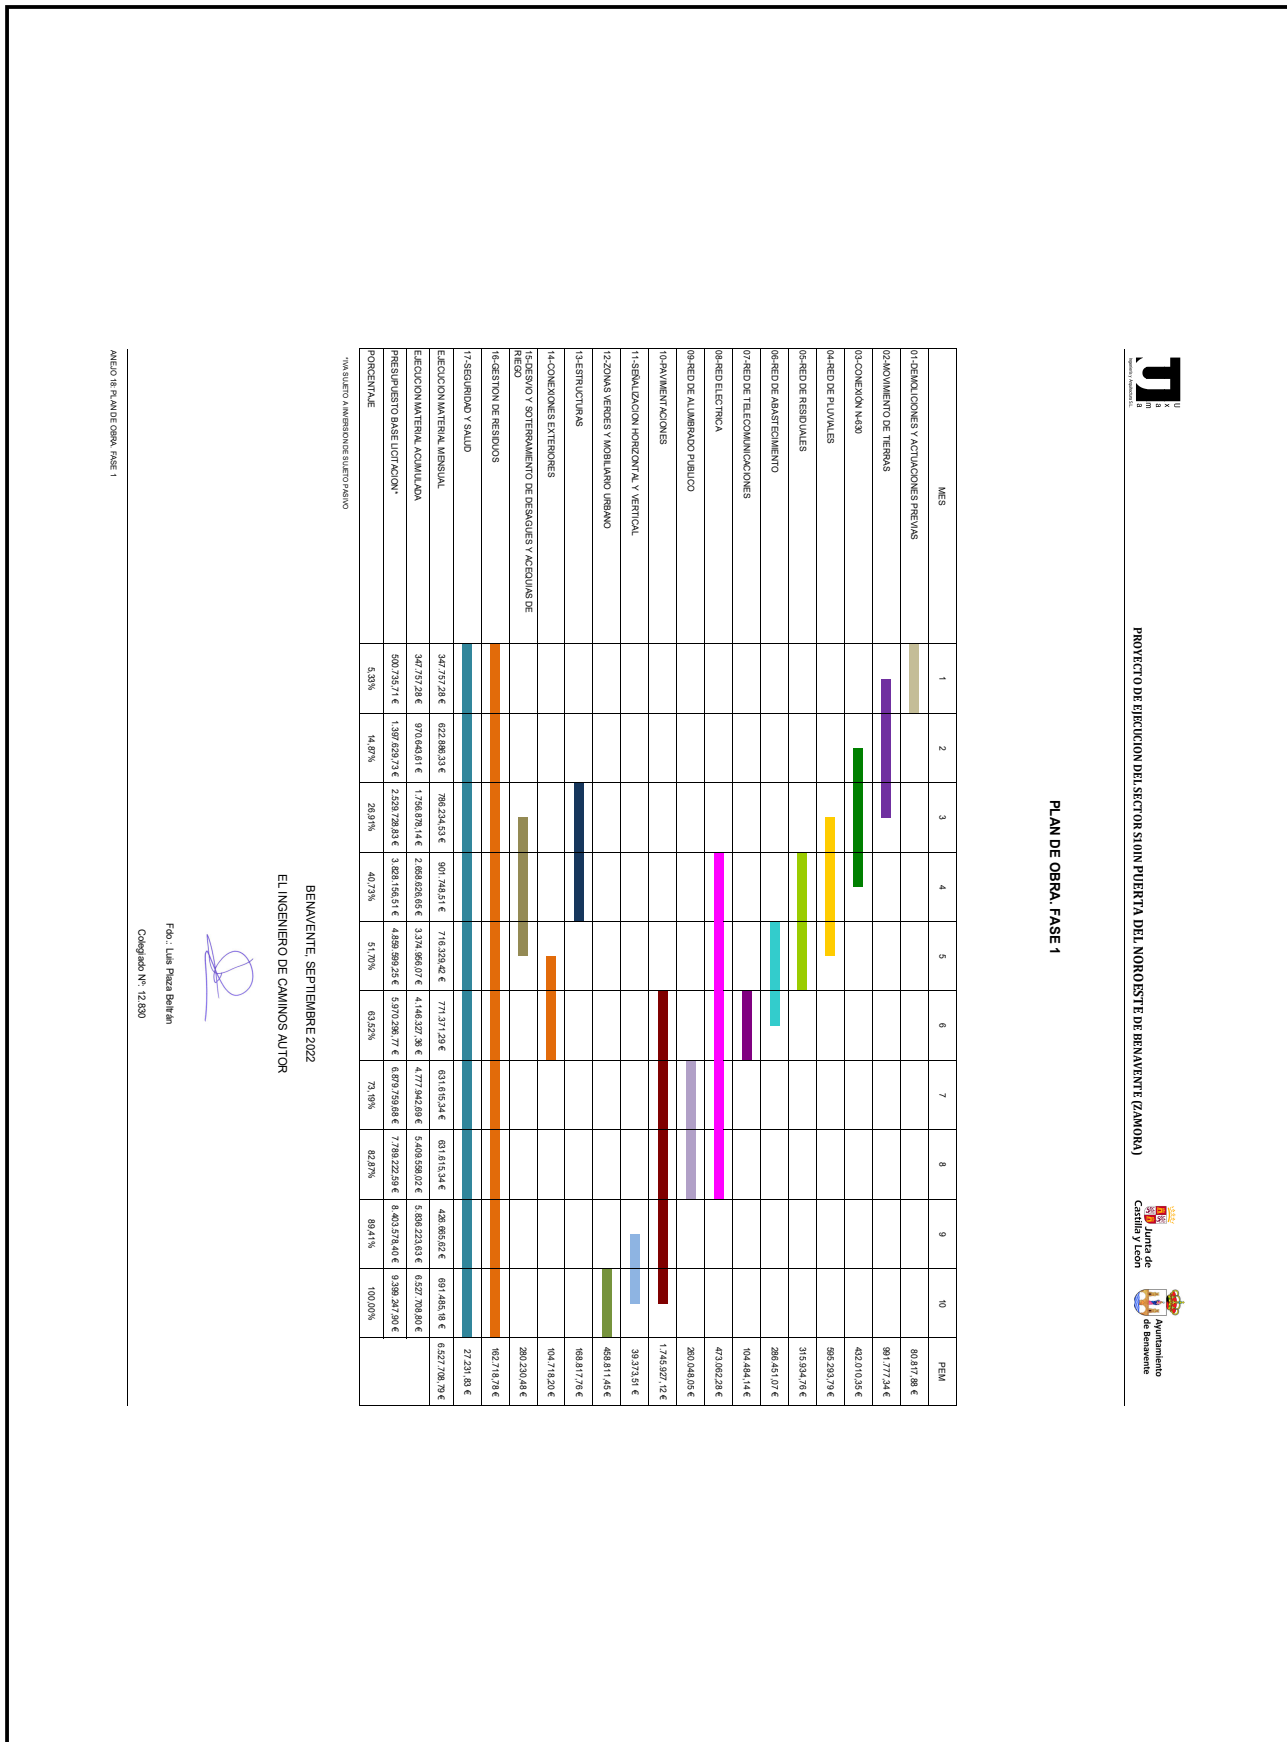 U
x
a
m
a
Ingeniería y Arquitectura S.L.
PROYECTO DE EJECUCION DEL SECTOR S10IN PUERTA DEL NOROESTE DE BENAVENTE (ZAMORA)
Junta de
Castilla y León
Ayuntamiento
de Benavente
PLAN DE OBRA. FASE 1
MES 1 2 3 4 5 6 7 8 9 10 PEM
01-DEMOLICIONES Y ACTUACIONES PREVIAS 80.817,88 €
02-MOVIMIENTO DE TIERRAS 991.777,34 €
03-CONEXIÓN N-630 432.010,35 €
04-RED DE PLUVIALES 595.293,79 €
05-RED DE RESIDUALES 315.934,76 €
06-RED DE ABASTECIMIENTO 286.451,07 €
07-RED DE TELECOMUNICACIONES 104.484,14 €
08-RED ELECTRICA 473.062,28 €
09-RED DE ALUMBRADO PUBLICO 260.048,05 €
10-PAVIMENTACIONES 1.745.927,12 €
11-SEÑALIZACION HORIZONTAL Y VERTICAL 39.373,51 €
12-ZONAS VERDES Y MOBILIARIO URBANO 458.811,45 €
13-ESTRUCTURAS 168.817,76 €
14-CONEXIONES EXTERIORES 104.718,20 €
15-DESVIO Y SOTERRAMIENTO DE DESAGUES Y ACEQUIAS DE
RIEGO 280.230,48 €
16-GESTION DE RESIDUOS 162.718,78 €
17-SEGURIDAD Y SALUD 27.231,83 €
EJECUCION MATERIAL MENSUAL 347.757,28 € 622.886,33 € 786.234,53 € 901.748,51 € 716.329,42 € 771.371,29 € 631.615,34 € 631.615,34 € 426.665,62 € 691.485,18 € 6.527.708,79 €
EJECUCION MATERIAL ACUMULADA 347.757,28 € 970.643,61 € 1.756.878,14 € 2.658.626,65 € 3.374.956,07 € 4.146.327,36 € 4.777.942,69 € 5.409.558,02 € 5.836.223,63 € 6.527.708,80 €
PRESUPUESTO BASE LICITACION* 500.735,71 € 1.397.629,73 € 2.529.728,83 € 3.828.156,51 € 4.859.599,25 € 5.970.296,77 € 6.879.759,68 € 7.789.222,59 € 8.403.578,40 € 9.399.247,90 €
PORCENTAJE 5,33% 14,87% 26,91% 40,73% 51,70% 63,52% 73,19% 82,87% 89,41% 100,00%
*IVA SUJETO A INVERSION DE SUJETO PASIVO
BENAVENTE, SEPTIEMBRE 2022
EL INGENIERO DE CAMINOS AUTOR
Fdo.: Luis Plaza Beltrán
Colegiado Nº: 12.830
ANEJO 18: PLAN DE OBRA. FASE 1